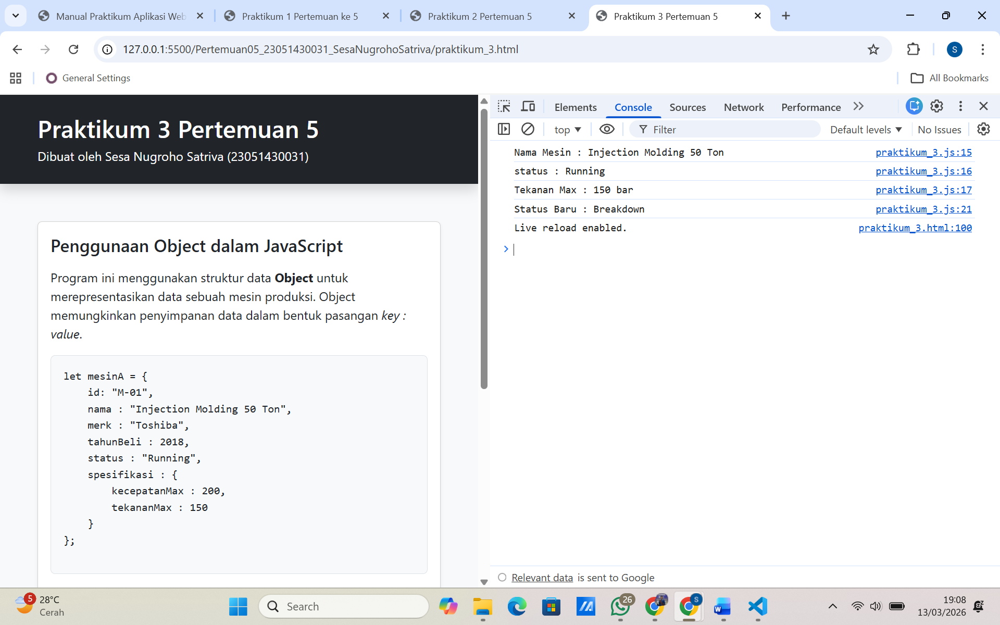 Manual Praktikum Aplikasi Web
Praktikum 1 Pertemuan ke 5
Praktikum 2 Pertemuan 5
Praktikum 3 Pertemuan 5
127.0.0.1:5500/Pertemuan05_23051430031_SesaNugrohoSatriva/praktikum_3.html
S
General Settings
All Bookmarks
Praktikum 3 Pertemuan 5
Dibuat oleh Sesa Nugroho Satriva (23051430031)
Penggunaan Object dalam JavaScript
Program ini menggunakan struktur data Object untuk
merepresentasikan data sebuah mesin produksi. Object
memungkinkan penyimpanan data dalam bentuk pasangan key :
value.
let mesinA = {
    id: "M-01",
    nama : "Injection Molding 50 Ton",
    merk : "Toshiba",
    tahunBeli : 2018,
    status : "Running",
    spesifikasi : {
        kecepatanMax : 200,
        tekananMax : 150
    }
};
Elements Console Sources Network Performance
top Filter Default levels No Issues
Nama Mesin : Injection Molding 50 Ton praktikum_3.js:15
status : Running praktikum_3.js:16
Tekanan Max : 150 bar praktikum_3.js:17
Status Baru : Breakdown praktikum_3.js:21
Live reload enabled. praktikum_3.html:100
>
Relevant data is sent to Google
5
28°C
Cerah
Search
26
S
19:08
13/03/2026